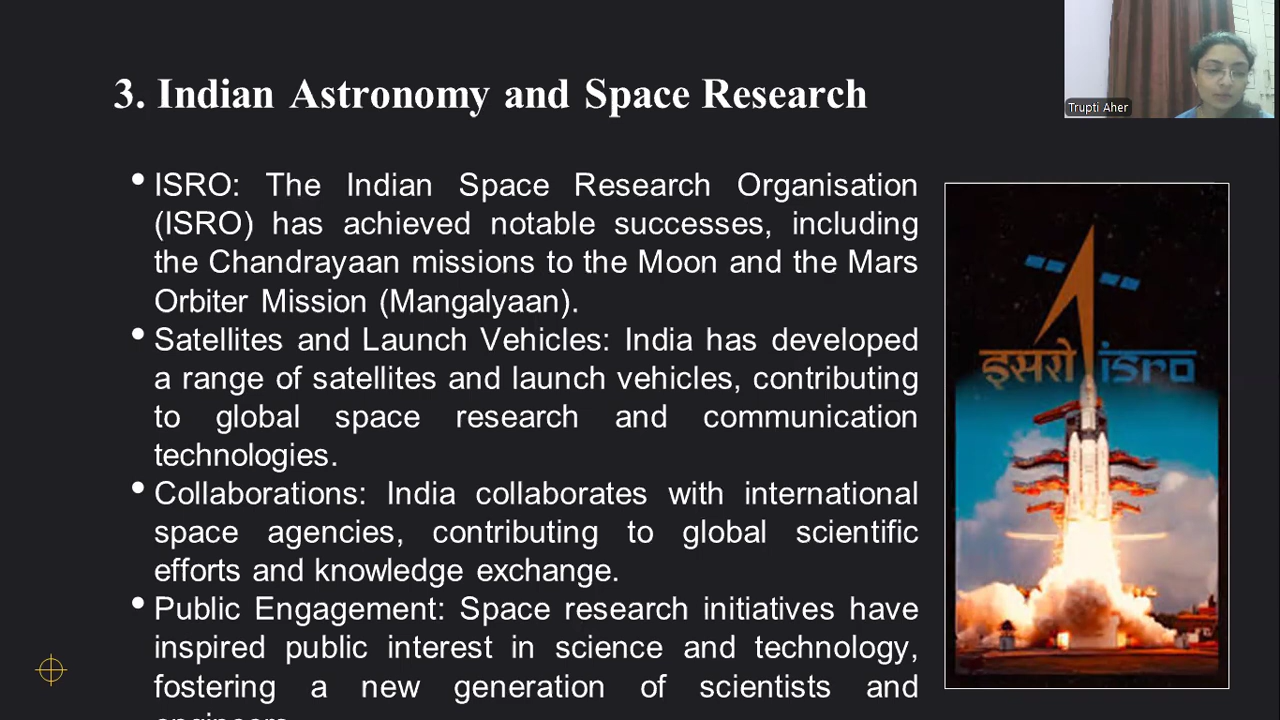 3. Indian Astronomy and Space Research
Trupti Aher
• ISRO: The Indian Space Research Organisation
(ISRO) has achieved notable successes, including
the Chandrayaan missions to the Moon and the Mars
Orbiter Mission (Mangalyaan).
• Satellites and Launch Vehicles: India has developed
a range of satellites and launch vehicles, contributing
to global space research and communication
technologies.
• Collaborations: India collaborates with international
space agencies, contributing to global scientific
efforts and knowledge exchange.
• Public Engagement: Space research initiatives have
inspired public interest in science and technology,
fostering a new generation of scientists and
इसरो isro